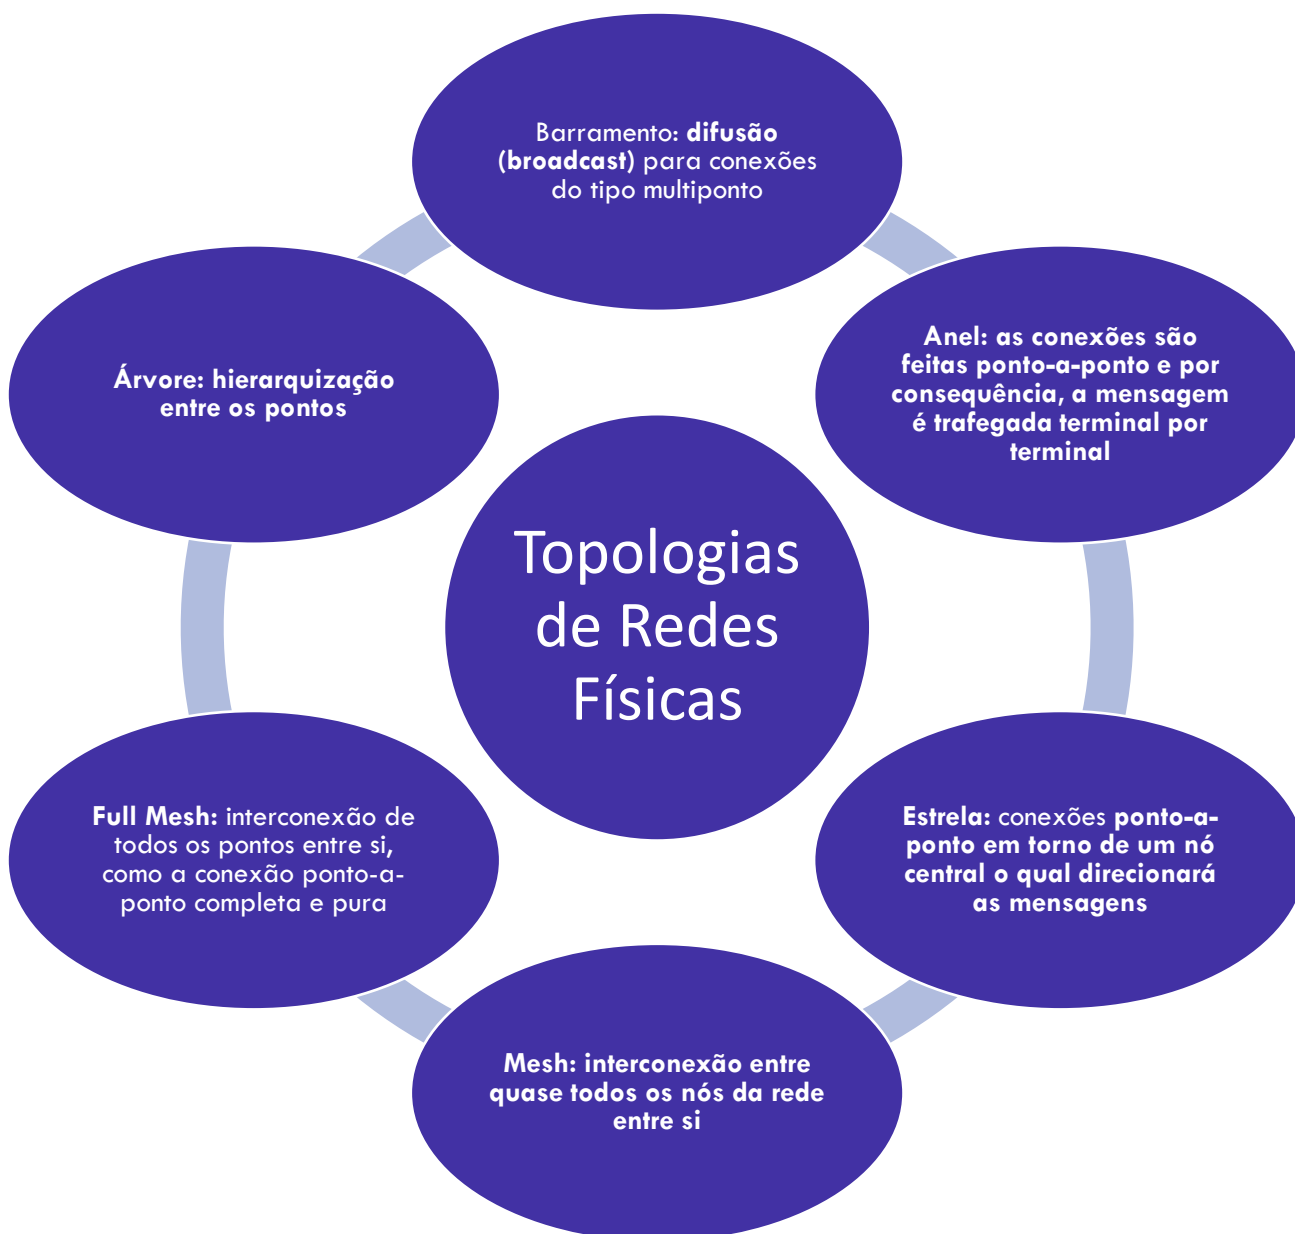 Barramento: difusão
(broadcast) para conexões
do tipo multiponto
Anel: as conexões são
feitas ponto-a-ponto e por
consequência, a mensagem
é trafegada terminal por
terminal
Estrela: conexões ponto-a-
ponto em torno de um nó
central o qual direcionará
as mensagens
Mesh: interconexão entre
quase todos os nós da rede
entre si
Full Mesh: interconexão de
todos os pontos entre si,
como a conexão ponto-a-
ponto completa e pura
Árvore: hierarquização
entre os pontos
Topologias
de Redes
Físicas